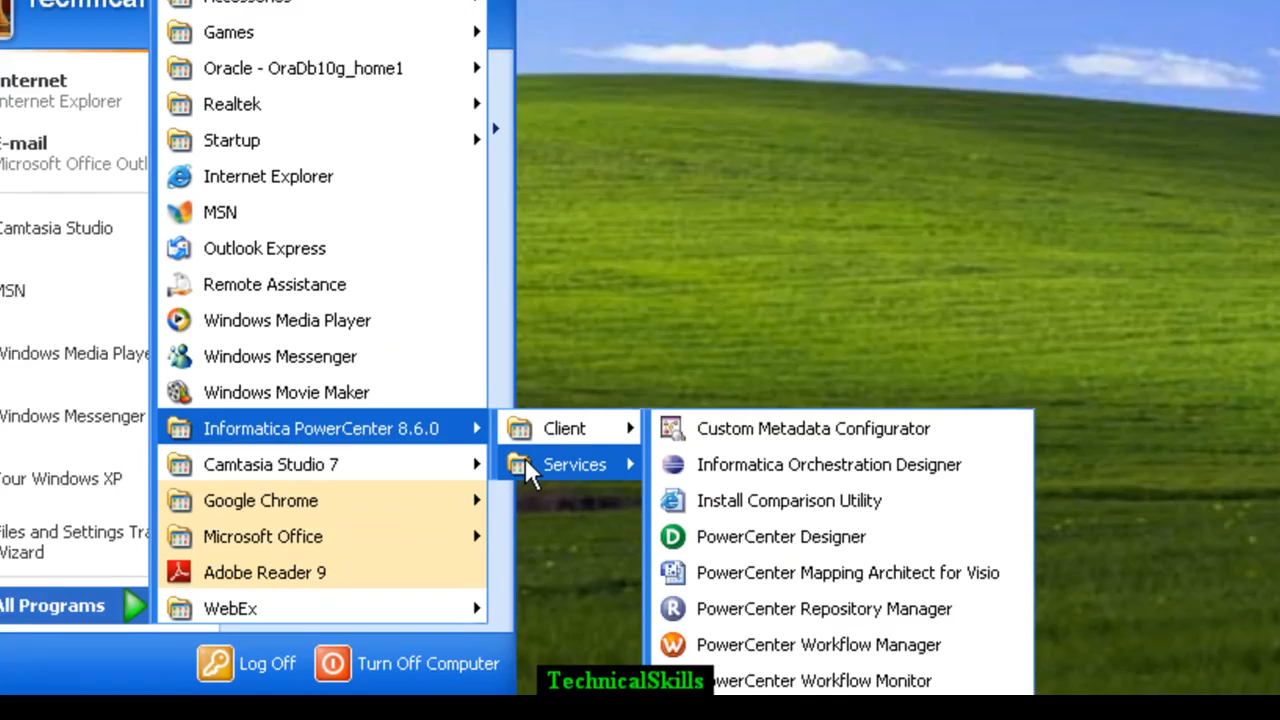 Technical
Internet
Internet Explorer
E-mail
Microsoft Office Outl
Camtasia Studio
MSN
Windows Media Playe
Windows Messenger
Tour Windows XP
Files and Settings Tra
Wizard
All Programs
Accessories
Games
Oracle - OraDb10g_home1
Realtek
Startup
Internet Explorer
MSN
Outlook Express
Remote Assistance
Windows Media Player
Windows Messenger
Windows Movie Maker
Informatica PowerCenter 8.6.0
Camtasia Studio 7
Google Chrome
Microsoft Office
Adobe Reader 9
WebEx
Client
Services
Custom Metadata Configurator
Informatica Orchestration Designer
Install Comparison Utility
PowerCenter Designer
PowerCenter Mapping Architect for Visio
PowerCenter Repository Manager
PowerCenter Workflow Manager
PowerCenter Workflow Monitor
Log Off
Turn Off Computer
TechnicalSkills